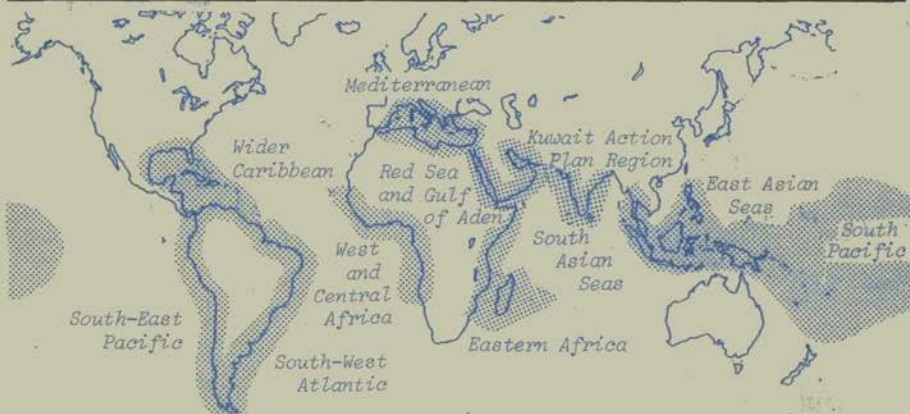 Mediterranean
Wider
Caribbean
Kuwait Action
Plan Region
Red Sea
and Gulf
of Aden
East Asian
Seas
South
Pacific
West
and
Central
Africa
South
Asian
Seas
South-East
Pacific
Eastern Africa
South-West
Atlantic